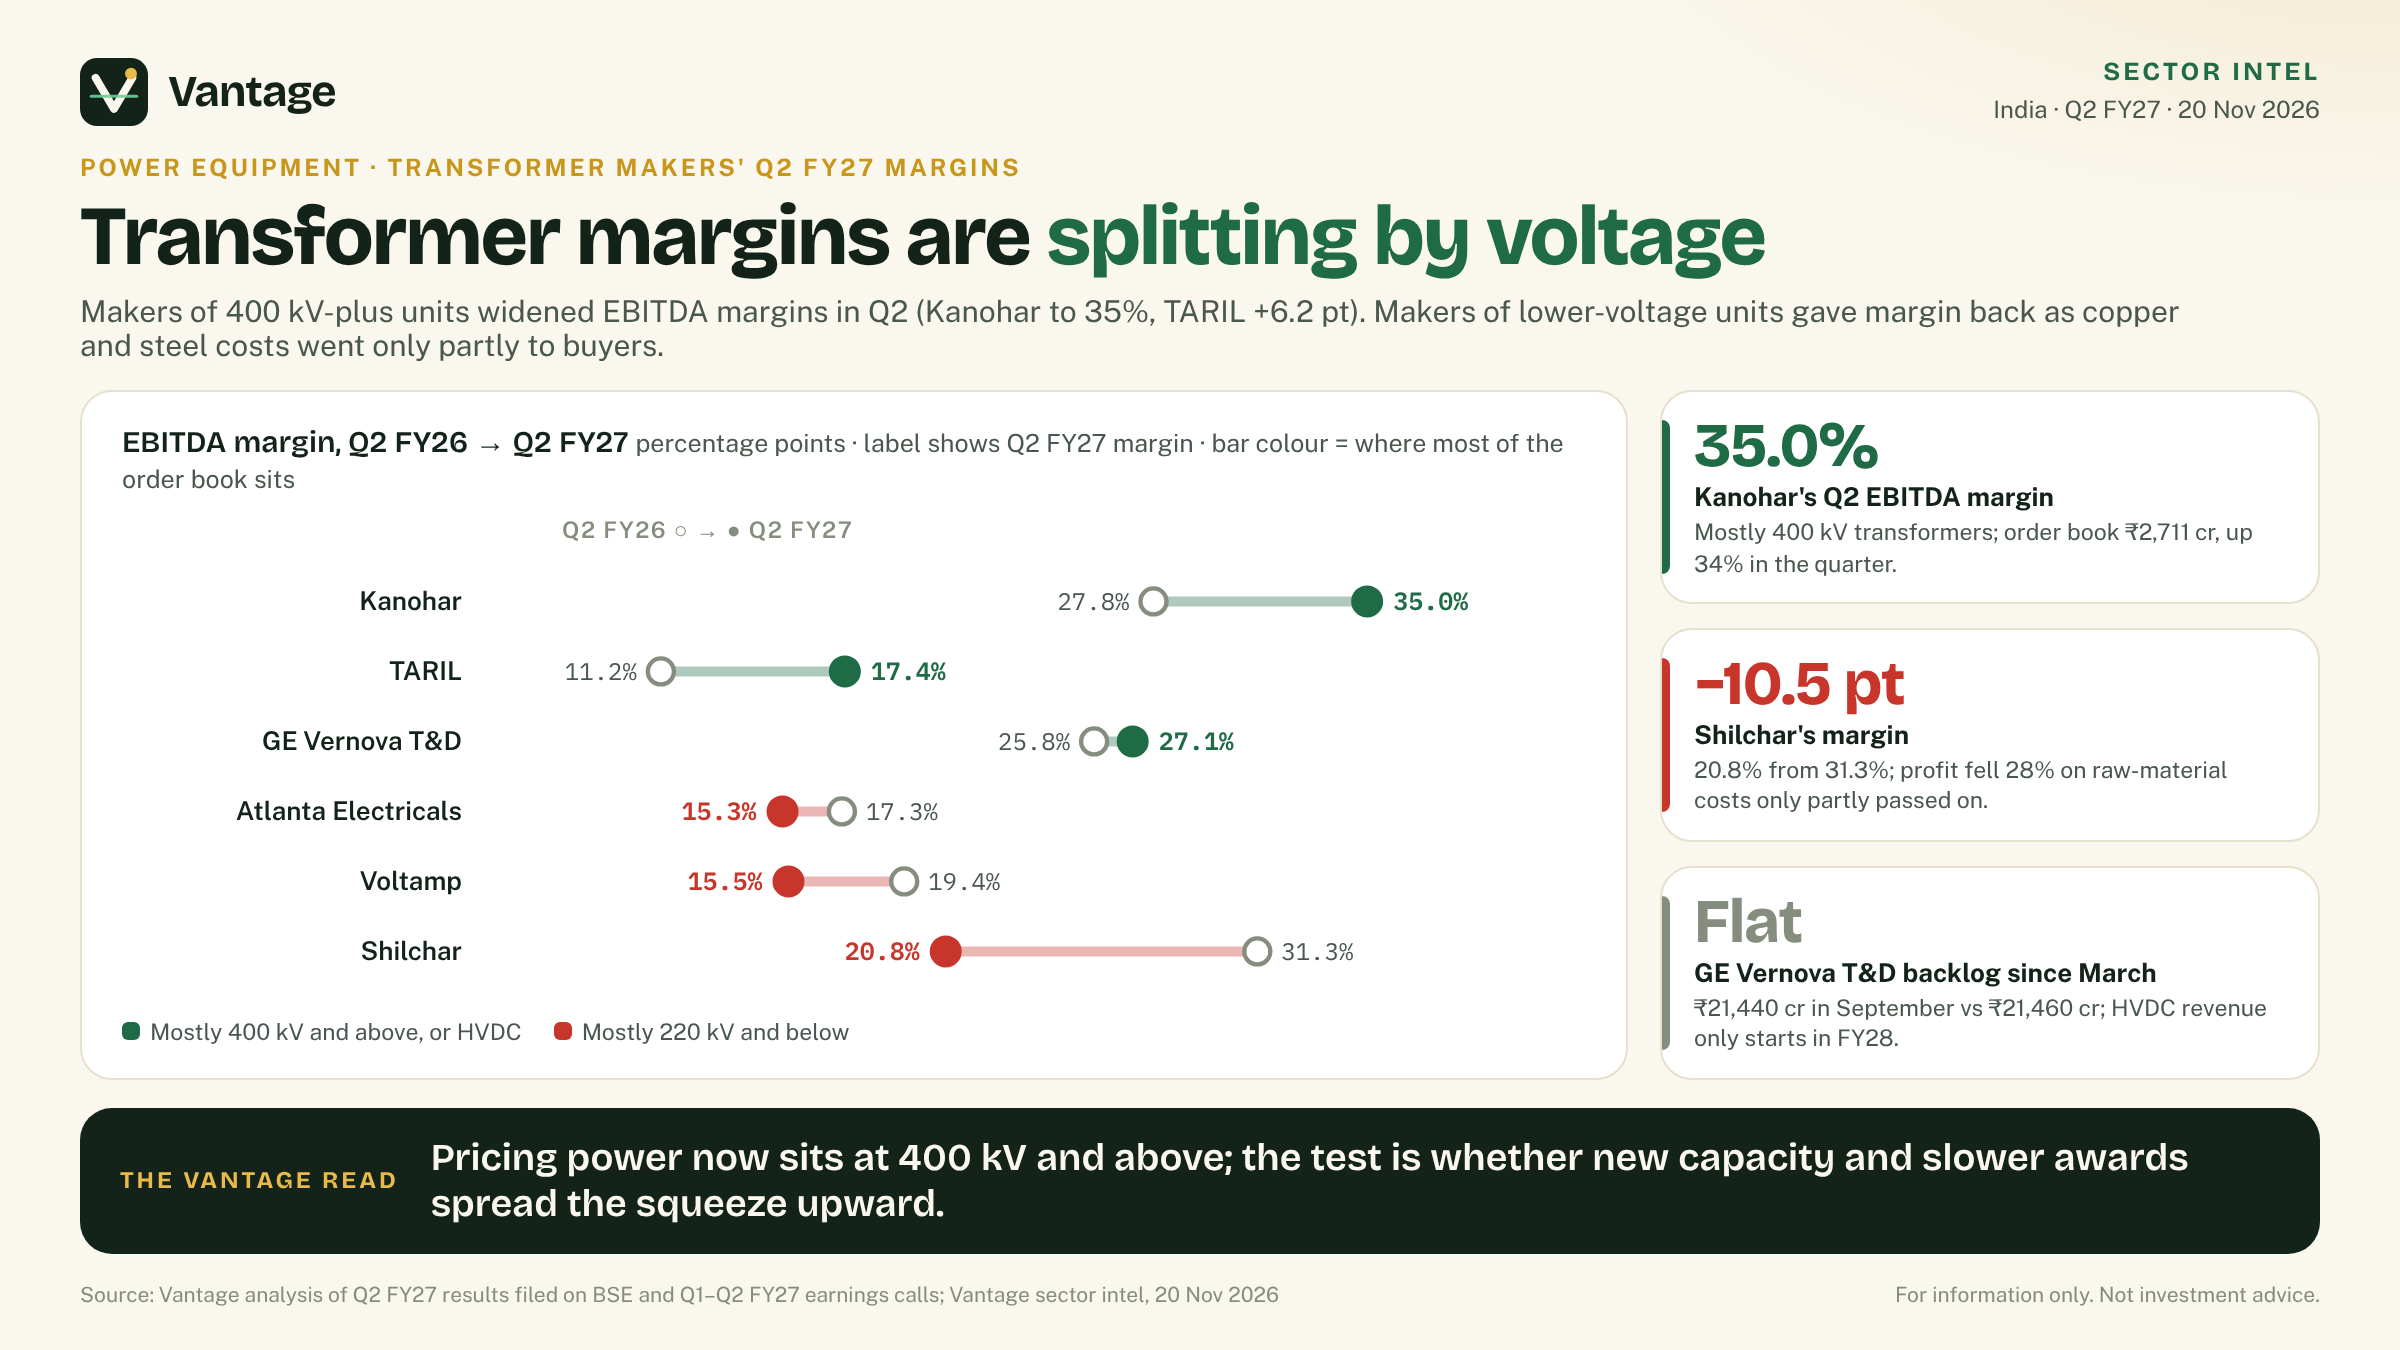 Vantage
SECTOR INTEL
India · Q2 FY27 · 20 Nov 2026
POWER EQUIPMENT · TRANSFORMER MAKERS' Q2 FY27 MARGINS
Transformer margins are splitting by voltage
Makers of 400 kV-plus units widened EBITDA margins in Q2 (Kanohar to 35%, TARIL +6.2 pt). Makers of lower-voltage units gave margin back as copper
and steel costs went only partly to buyers.
EBITDA margin, Q2 FY26 → Q2 FY27 percentage points · label shows Q2 FY27 margin · bar colour = where most of the
order book sits
Q2 FY26 ○ → ● Q2 FY27
Kanohar 27.8% 35.0%
TARIL 11.2% 17.4%
GE Vernova T&D 25.8% 27.1%
Atlanta Electricals 15.3% 17.3%
Voltamp 15.5% 19.4%
Shilchar 20.8% 31.3%
Mostly 400 kV and above, or HVDC Mostly 220 kV and below
35.0%
Kanohar's Q2 EBITDA margin
Mostly 400 kV transformers; order book ₹2,711 cr, up
34% in the quarter.
−10.5 pt
Shilchar's margin
20.8% from 31.3%; profit fell 28% on raw-material
costs only partly passed on.
Flat
GE Vernova T&D backlog since March
₹21,440 cr in September vs ₹21,460 cr; HVDC revenue
only starts in FY28.
THE VANTAGE READ
Pricing power now sits at 400 kV and above; the test is whether new capacity and slower awards
spread the squeeze upward.
Source: Vantage analysis of Q2 FY27 results filed on BSE and Q1–Q2 FY27 earnings calls; Vantage sector intel, 20 Nov 2026
For information only. Not investment advice.